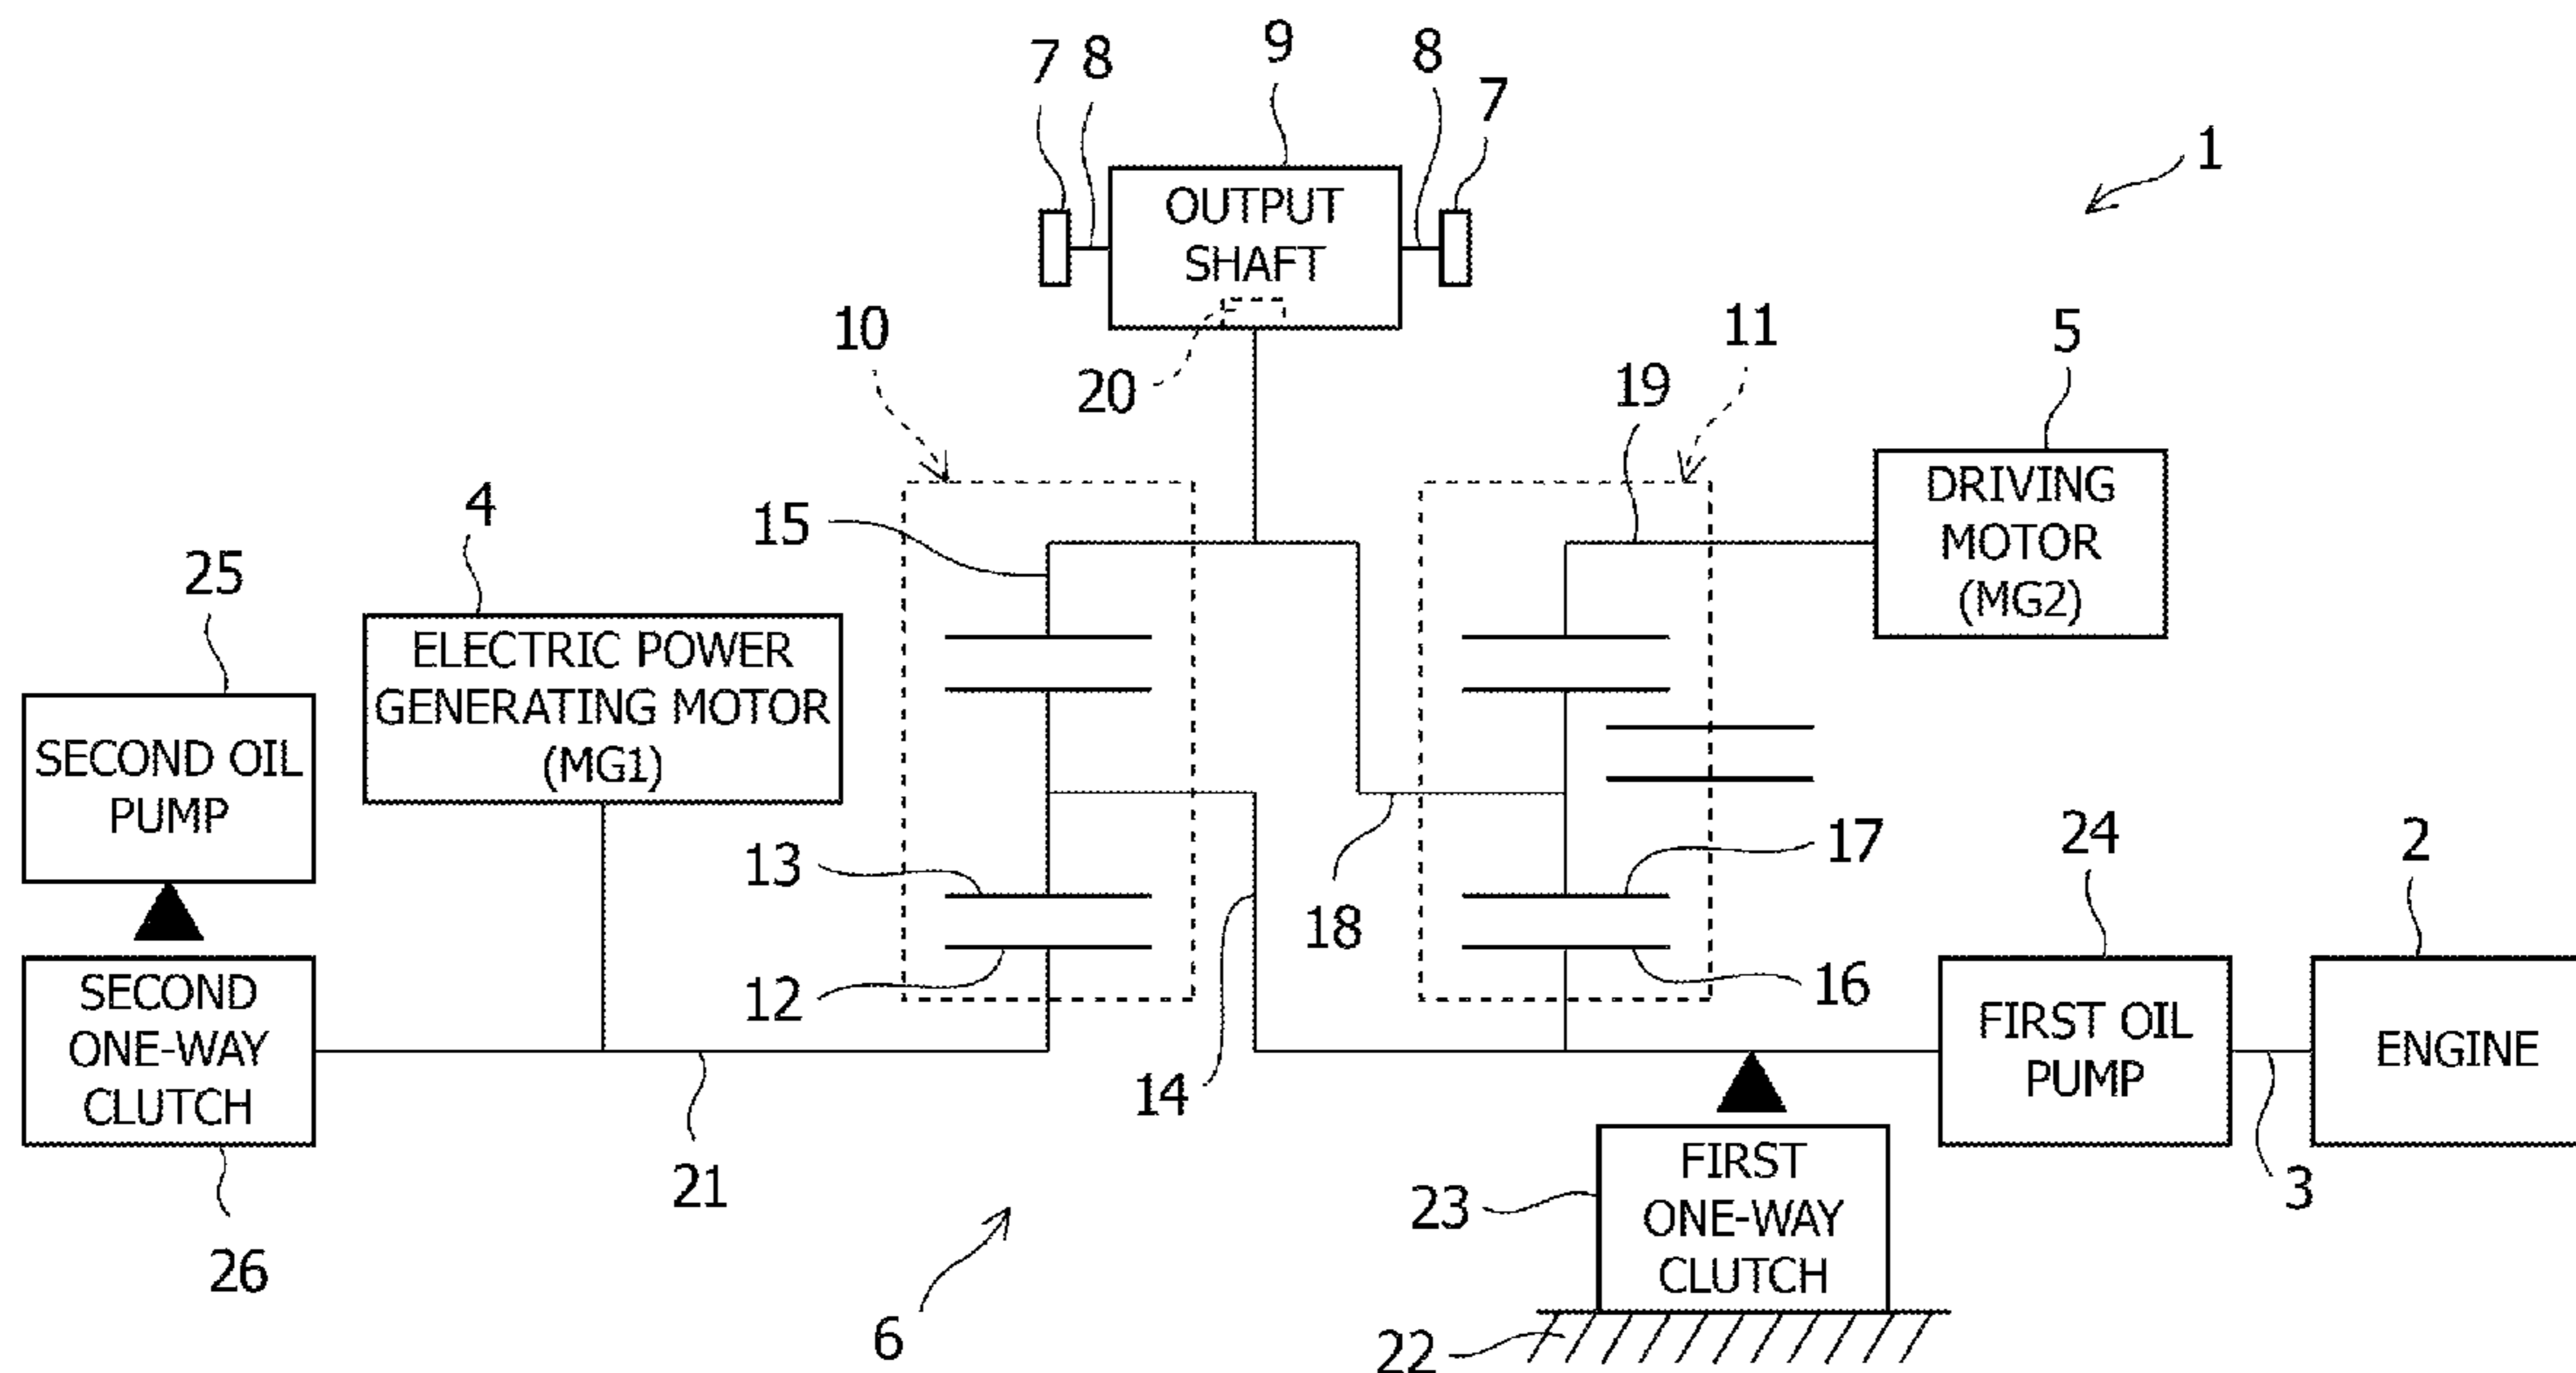 9
7 8
8
7
1
OUTPUT
SHAFT
10
20
11
19
5
DRIVING
MOTOR
(MG2)
4
15
25
ELECTRIC POWER
GENERATING MOTOR
(MG1)
SECOND OIL
PUMP
13
17
24
2
18
12
16
SECOND
ONE-WAY
CLUTCH
FIRST OIL
PUMP
ENGINE
14
21
3
23
FIRST
ONE-WAY
CLUTCH
26
6
22